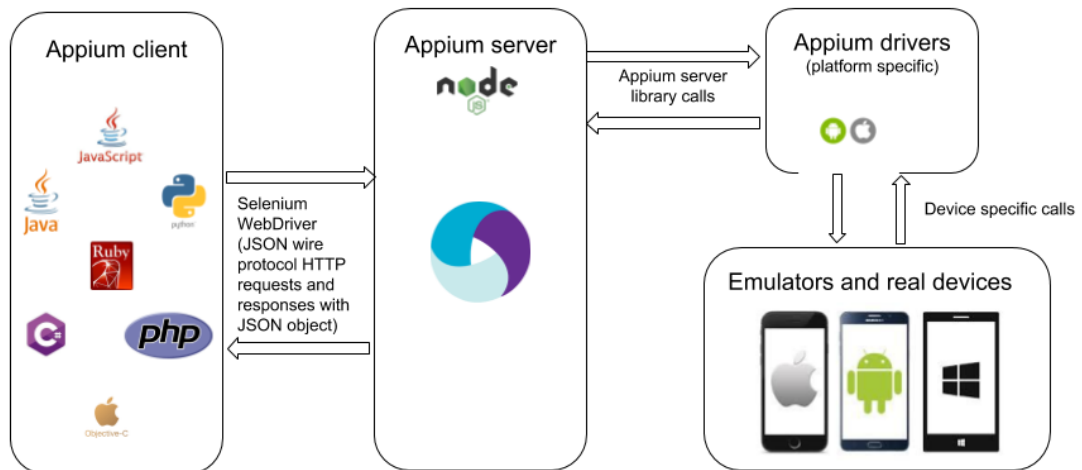 Appium client
JavaScript
Java
python
Ruby
C#
php
Objective-C
Selenium
WebDriver
(JSON wire
protocol HTTP
requests and
responses with
JSON object)
Appium server
node
JS
Appium server
library calls
Appium drivers
(platform specific)
Device specific calls
Emulators and real devices